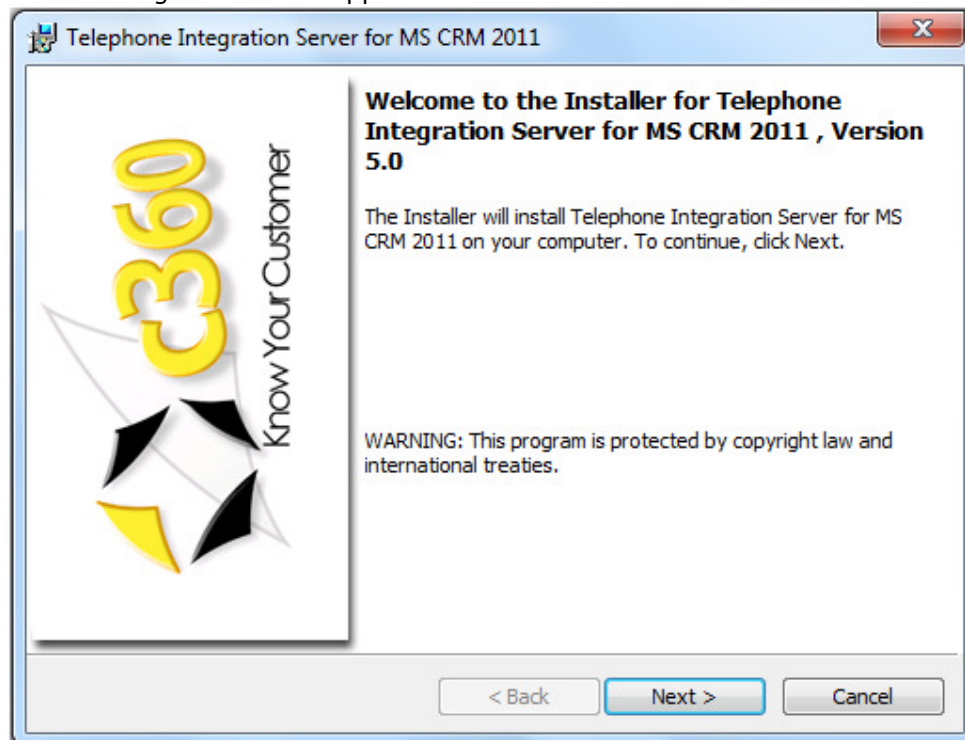 Telephone Integration Server for MS CRM 2011
Welcome to the Installer for Telephone
Integration Server for MS CRM 2011 , Version
5.0
The Installer will install Telephone Integration Server for MS
CRM 2011 on your computer. To continue, click Next.
c360
Know Your Customer
WARNING: This program is protected by copyright law and
international treaties.
< Back
Next >
Cancel